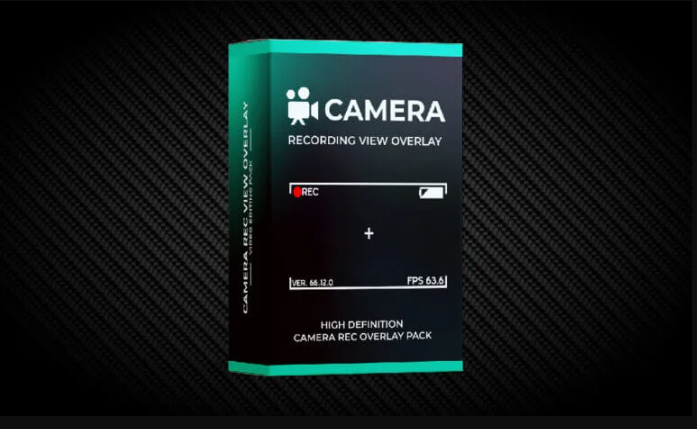 CAMERA
RECORDING VIEW OVERLAY
REC
VER. 66.12.0
FPS 63.6
HIGH DEFINITION
CAMERA REC OVERLAY PACK
CAMERA REC VIEW OVERLAY